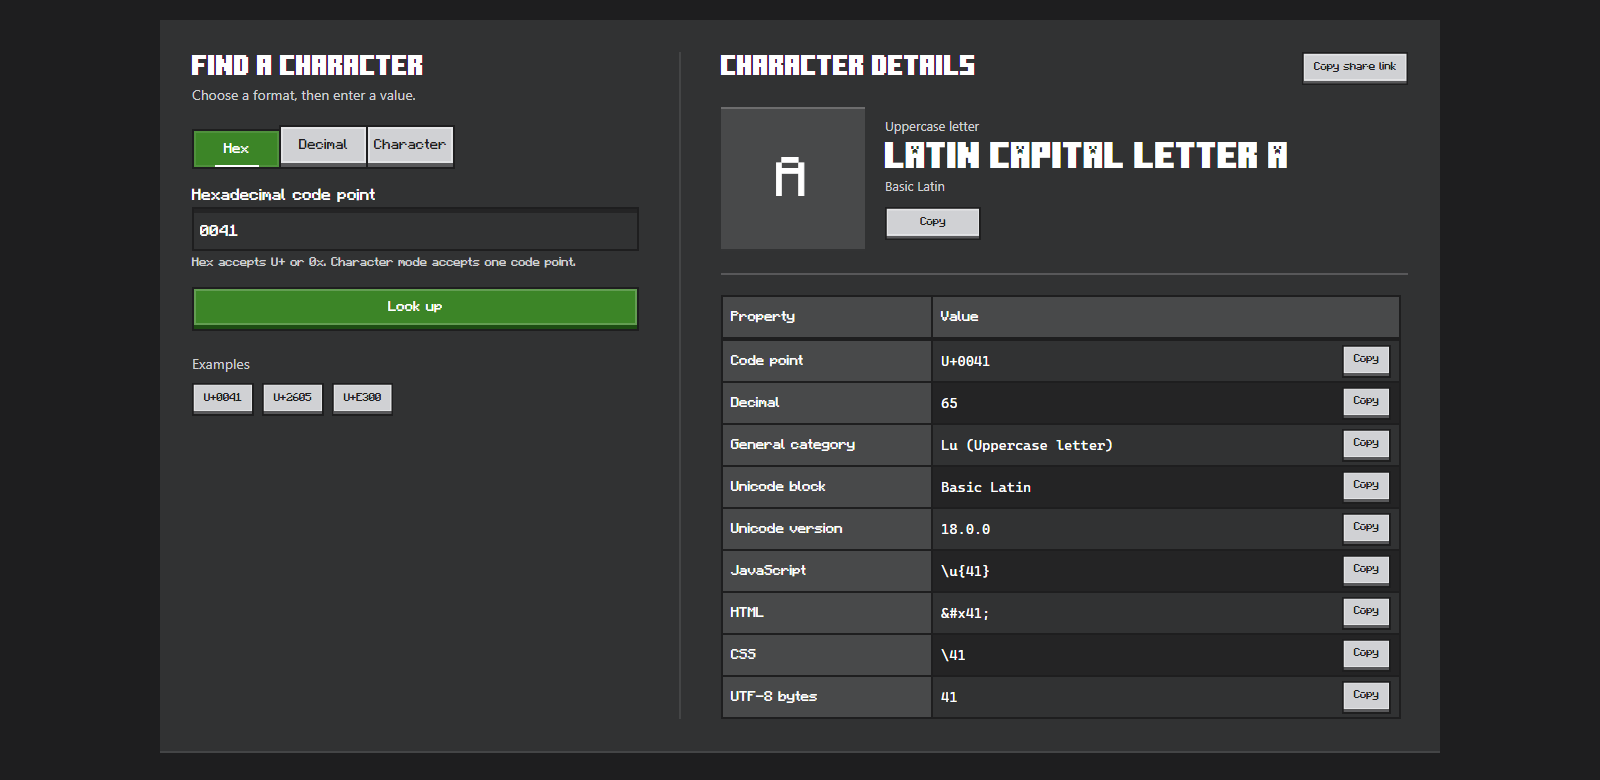 FIND A CHARACTER
Choose a format, then enter a value.
Hex
Decimal
Character
Hexadecimal code point
0041
Hex accepts U+ or 0x. Character mode accepts one code point.
Look up
Examples
U+0041
U+2605
U+E300
CHARACTER DETAILS
Copy share link
A
Uppercase letter
LATIN CAPITAL LETTER A
Basic Latin
Copy
Property Value
Code point U+0041 Copy
Decimal 65 Copy
General category Lu (Uppercase letter) Copy
Unicode block Basic Latin Copy
Unicode version 18.0.0 Copy
JavaScript \u{41} Copy
HTML &#x41; Copy
CSS \41 Copy
UTF-8 bytes 41 Copy